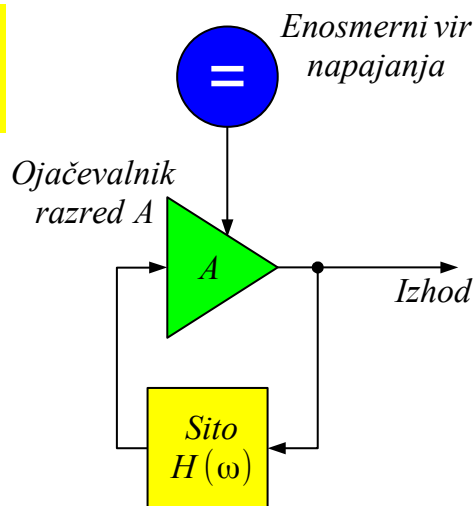 Enosmerni vir
napajanja
=
Ojačevalnik
razred A
A
Izhod
Sito
H(ω)